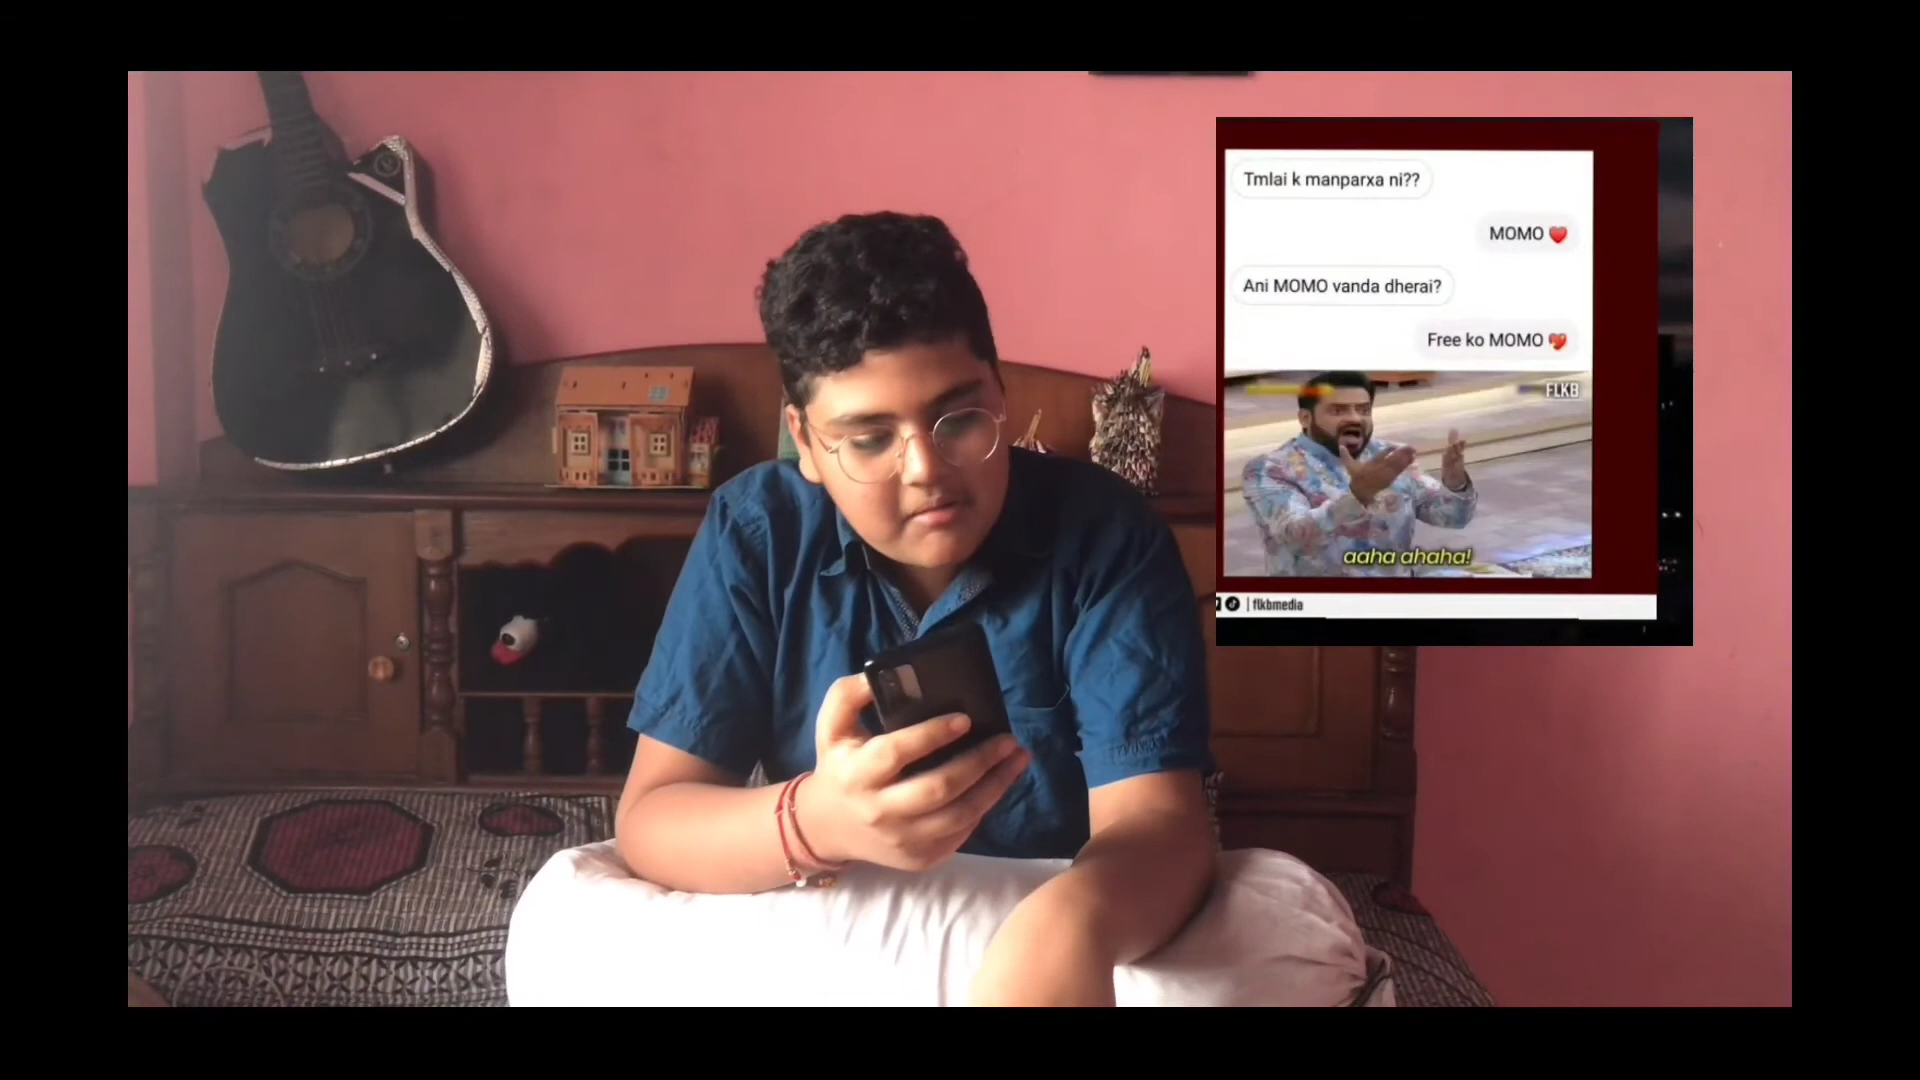 Tmlai k manparxa ni??
MOMO ❤️
Ani MOMO vanda dherai?
Free ko MOMO 💖
FLKB
aaha ahaha!
| flkbmedia